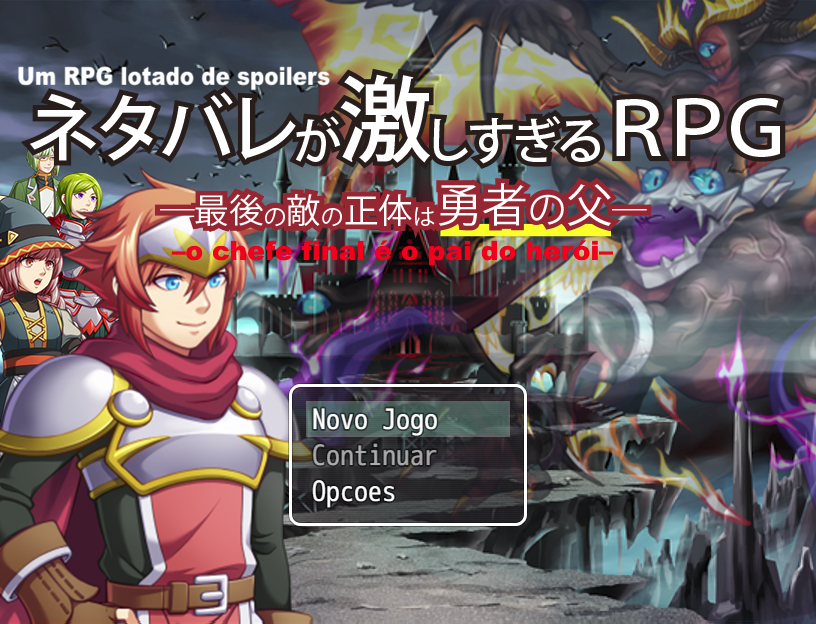 Um RPG lotado de spoilers
ネタバレが激しすぎるRPG
―最後の敵の正体は勇者の父―
–o chefe final é o pai do herói–
Novo Jogo
Continuar
Opcoes